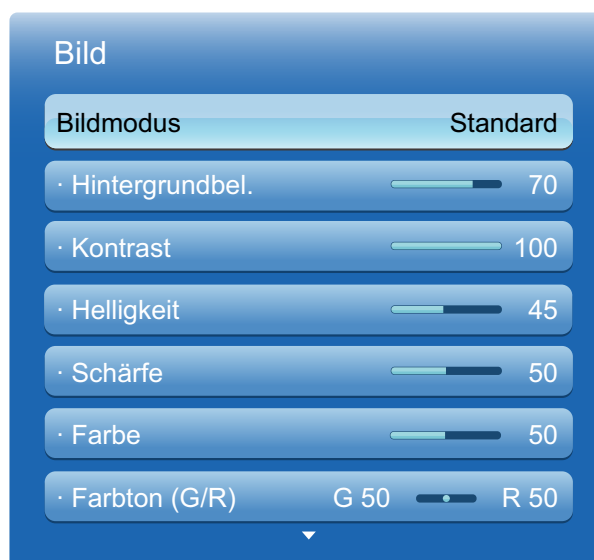 Bild
Bildmodus Standard
· Hintergrundbel. 70
· Kontrast 100
· Helligkeit 45
· Schärfe 50
· Farbe 50
· Farbton (G/R) G 50 R 50